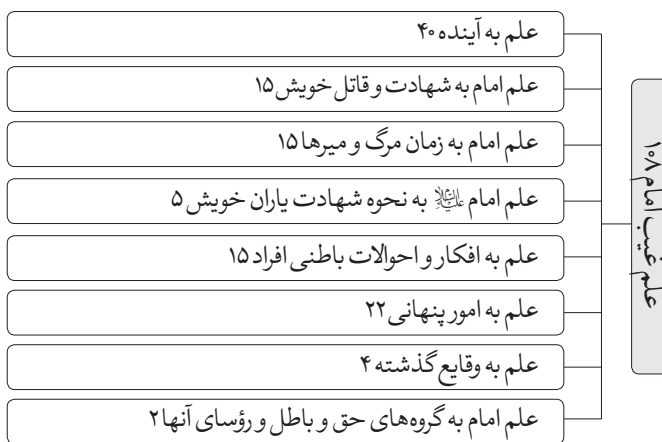 علم غیب امام ۱۰۸
علم به آینده ۴۰
علم امام به شهادت و قاتل خویش ۱۵
علم امام به زمان مرگ و میرها ۱۵
علم امام علیه‌السلام به نحوه شهادت یاران خویش ۵
علم به افکار و احوالات باطنی افراد ۱۵
علم به امور پنهانی ۲۲
علم به وقایع گذشته ۴
علم امام به گروه‌های حق و باطل و رؤسای آنها ۲